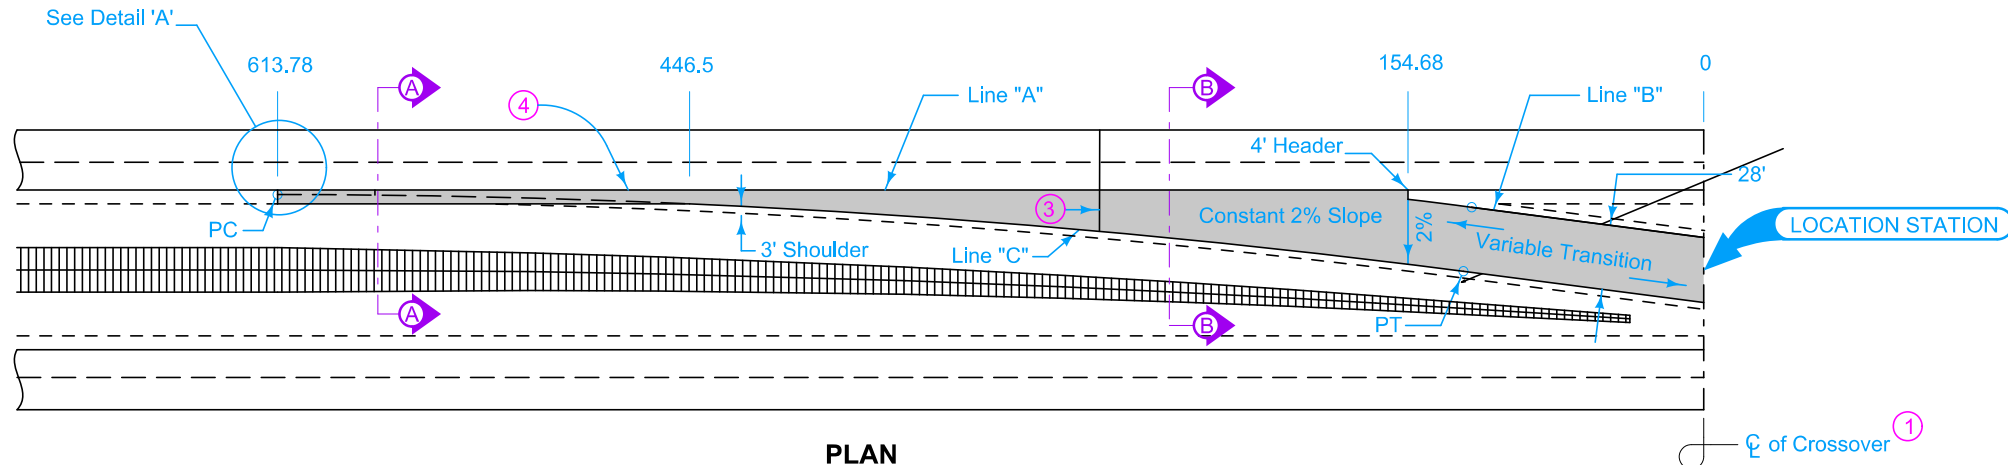 See Detail 'A'
613.78
446.5
154.68
0
A
B
4
Line "A"
Line "B"
4' Header
28'
3
Constant 2% Slope
2%
LOCATION STATION
PC
3' Shoulder
Line "C"
Variable Transition
A
B
PT
1
℄ of Crossover
PLAN